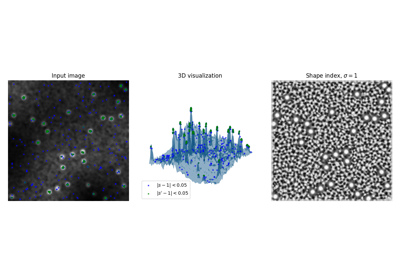 Input image
3D visualization
Shape index, σ = 1
|s − 1| < 0.05
|s' − 1| < 0.05